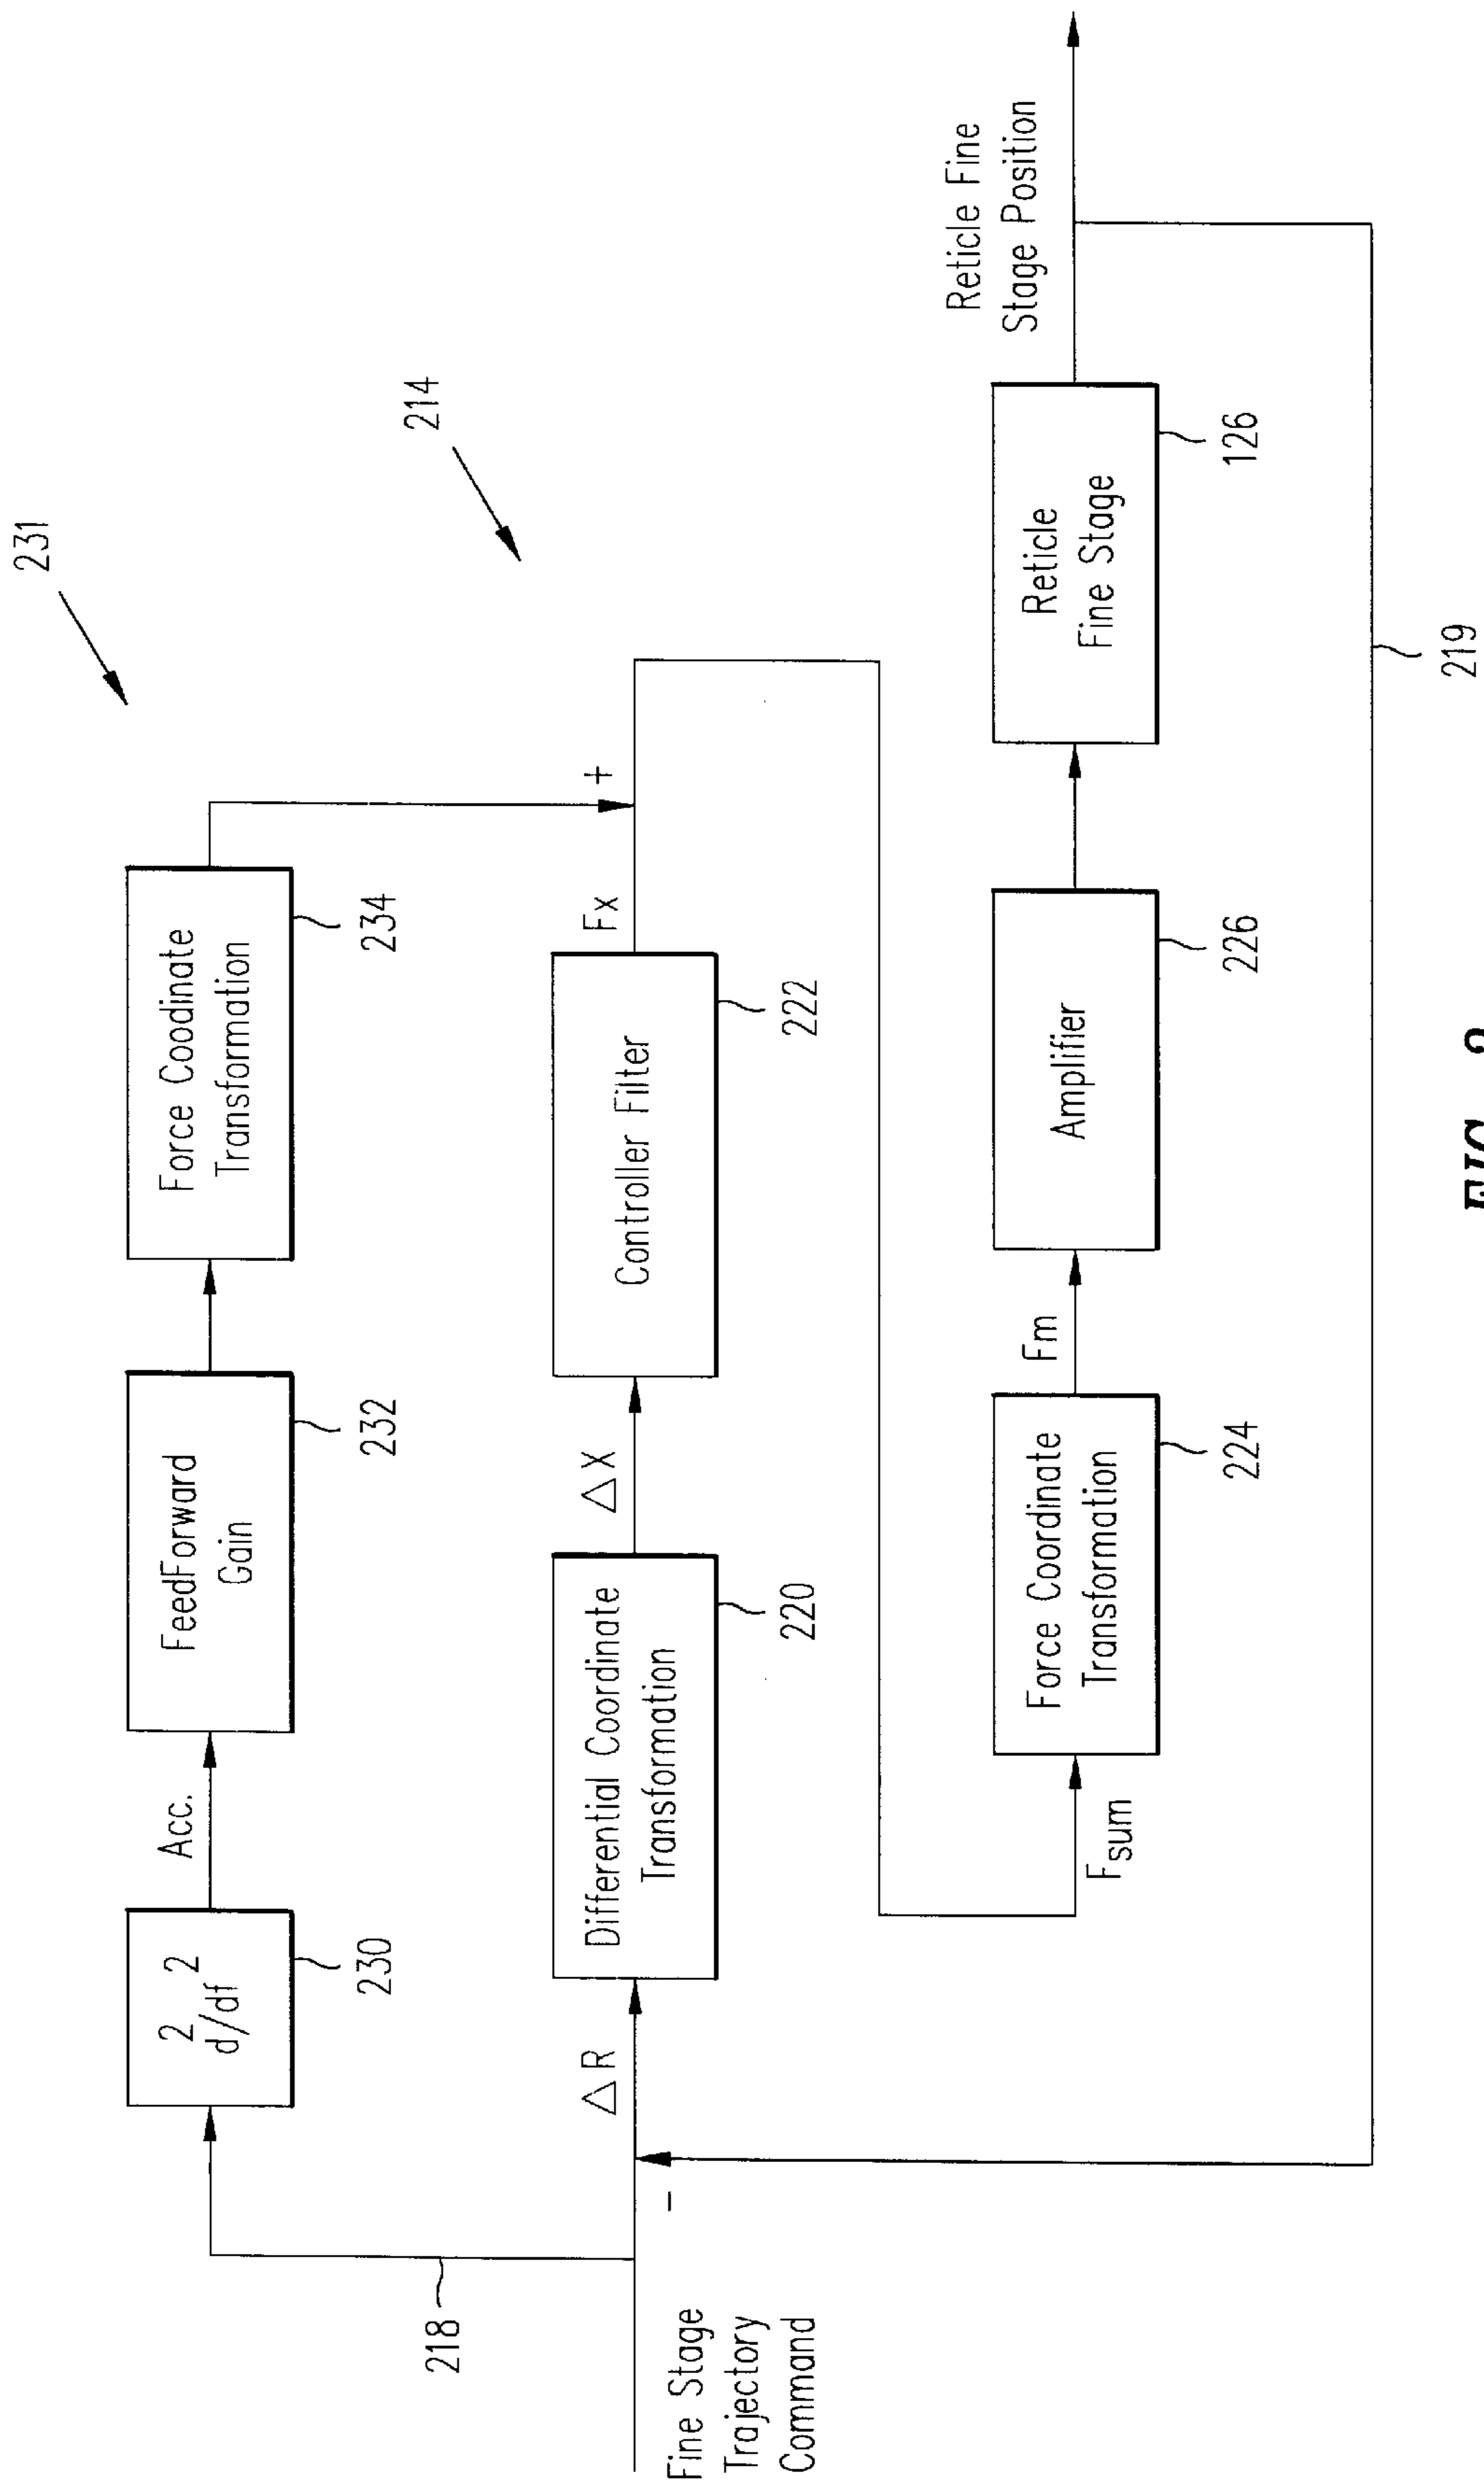 231
214
2 2
d/df
230
Acc.
FeedForward
Gain
232
Force Coodinate
Transformation
234
218
Fine Stage
Trajectory
Command
−
△R
Differential Coordinate
Transformation
220
△X
Controller Filter
222
Fx
+
Fsum
Force Coordinate
Transformation
224
Fm
Amplifier
226
Reticle
Fine Stage
126
Reticle Fine
Stage Position
219